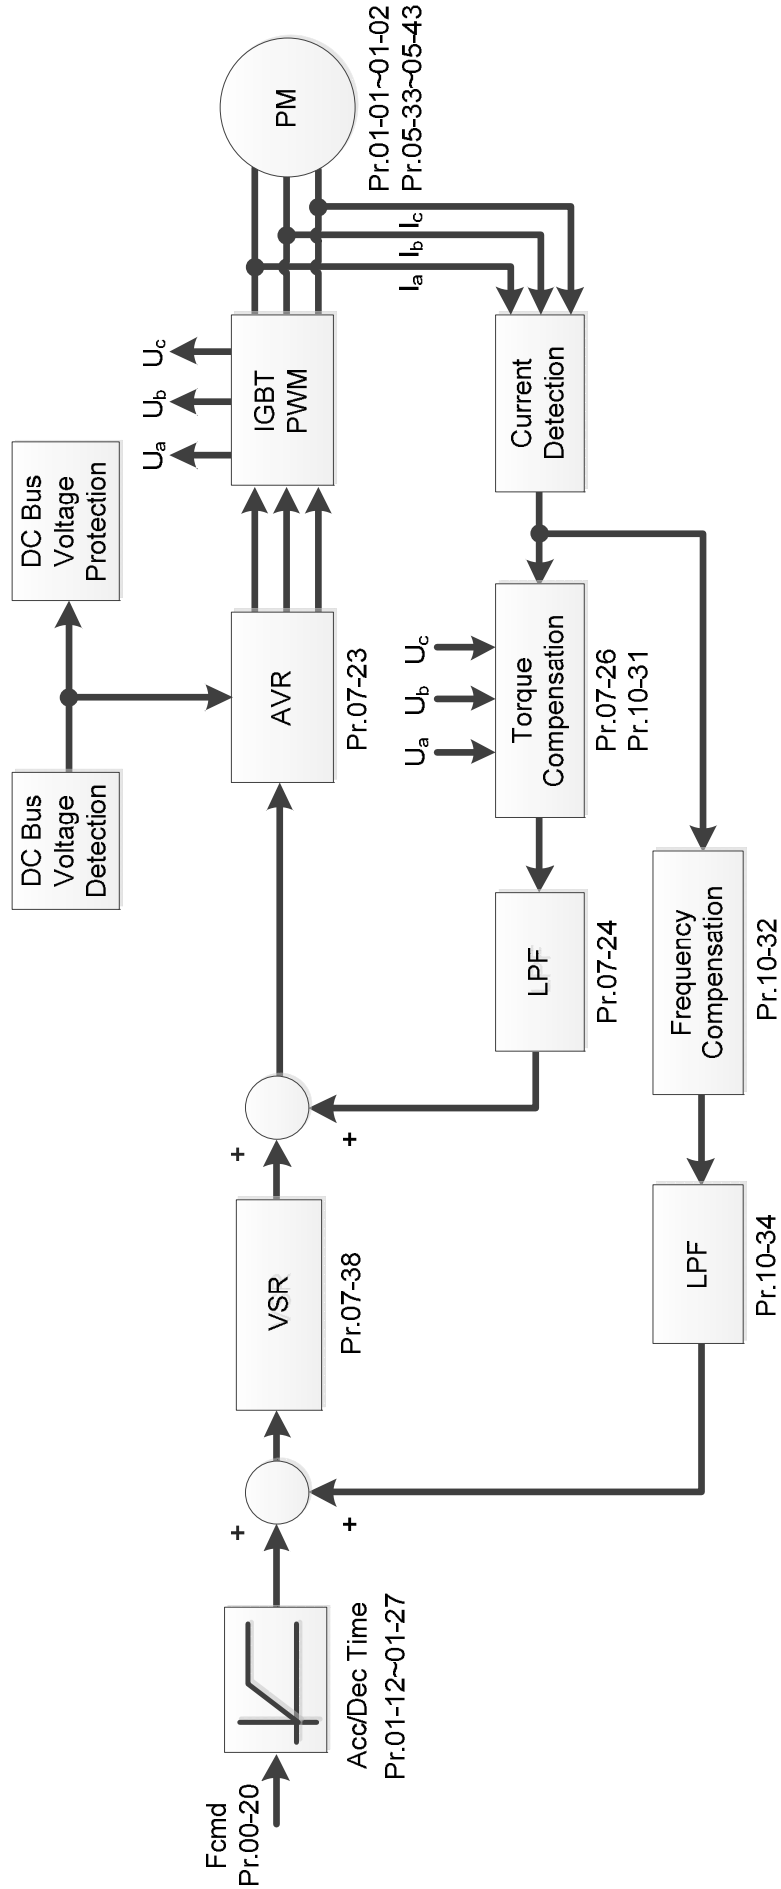 DC Bus
Voltage
Detection
DC Bus
Voltage
Protection
Fcmd
Pr.00-20
Acc/Dec Time
Pr.01-12~01-27
+
+
VSR
Pr.07-38
+
+
AVR
Pr.07-23
Ua
Ub
Uc
IGBT
PWM
PM
Pr.01-01~01-02
Pr.05-33~05-43
Ia
Ib
Ic
LPF
Pr.07-24
Ua
Ub
Uc
Torque
Compensation
Pr.07-26
Pr.10-31
Current
Detection
LPF
Pr.10-34
Frequency
Compensation
Pr.10-32